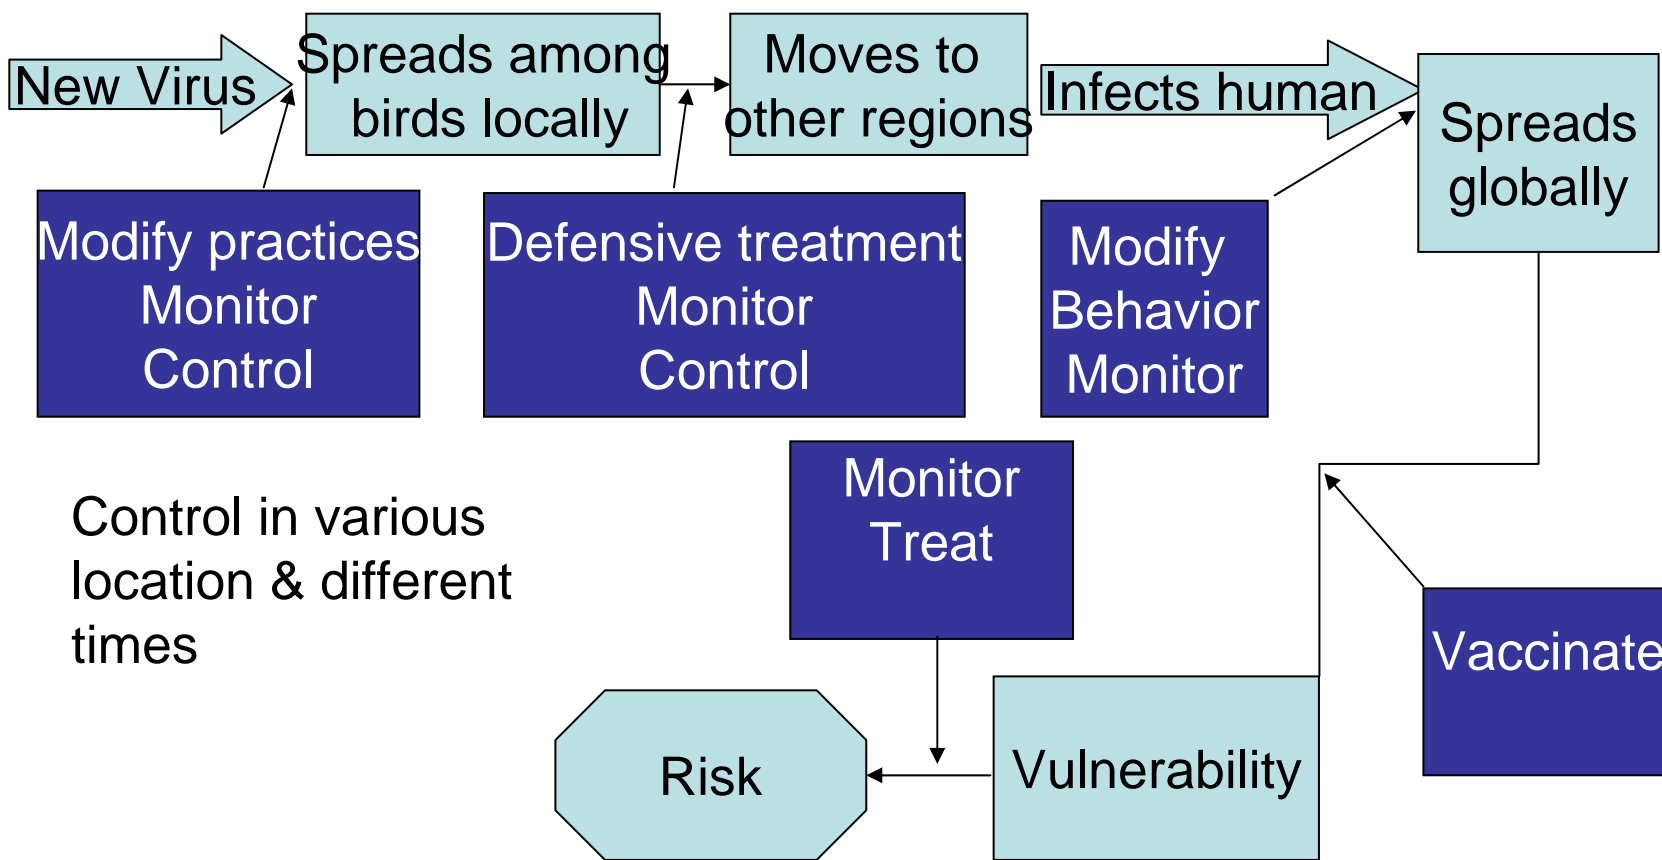 New Virus
Spreads among
birds locally
Moves to
other regions
Infects human
Spreads
globally
Modify practices
Monitor
Control
Defensive treatment
Monitor
Control
Modify
Behavior
Monitor
Monitor
Treat
Control in various
location & different
times
Vaccinate
Risk
Vulnerability